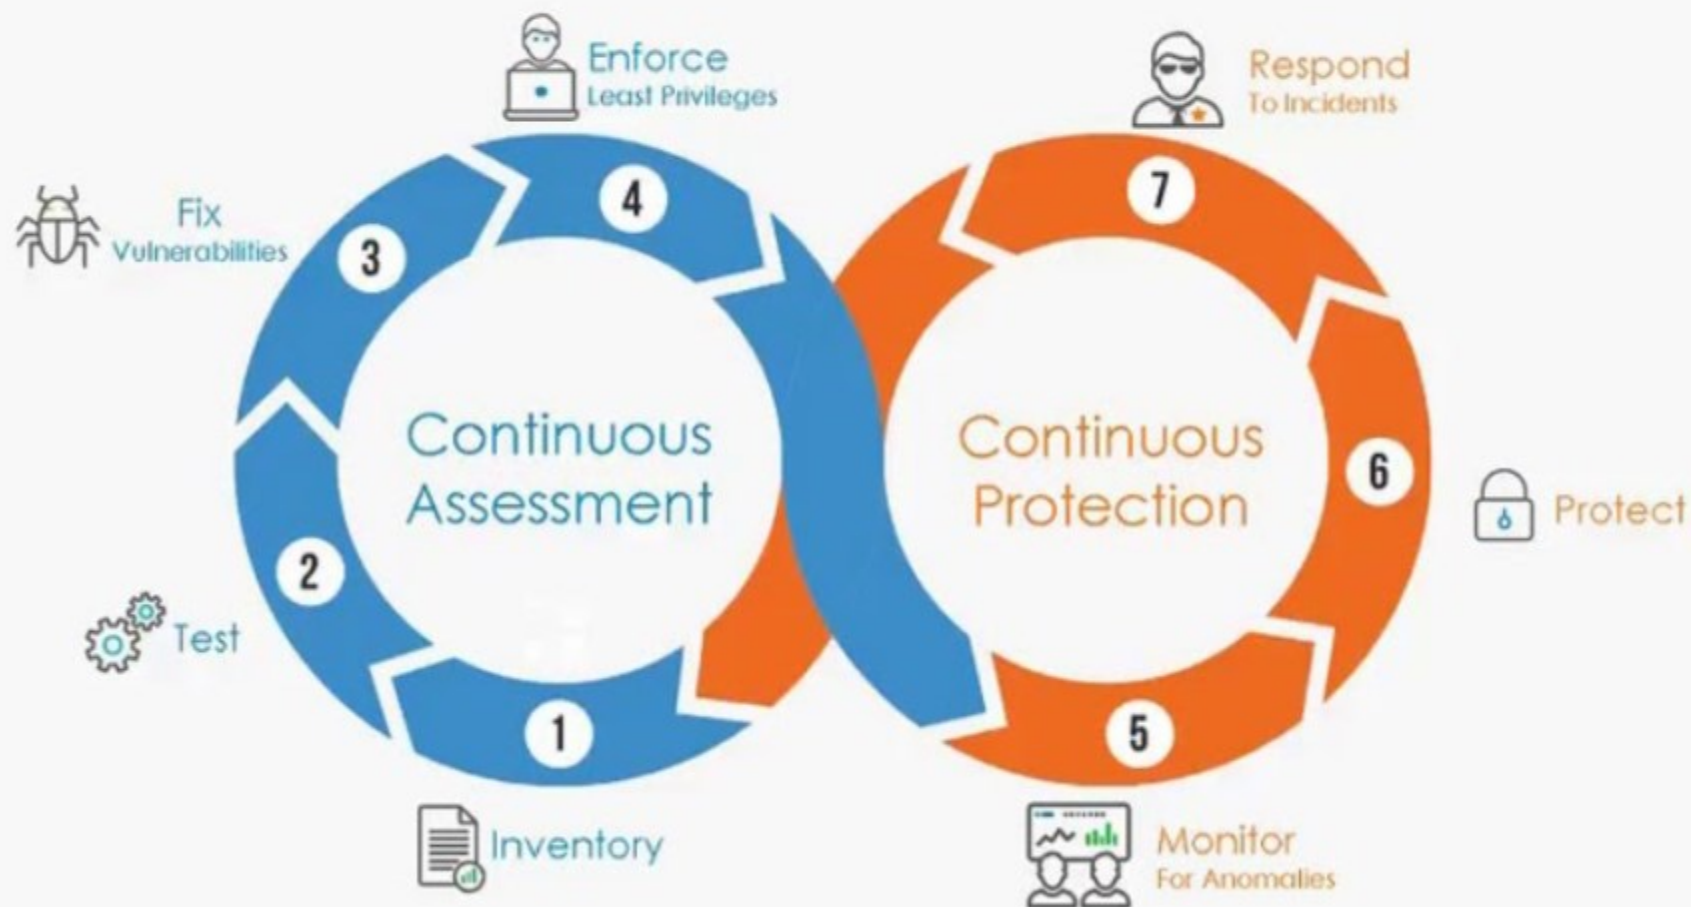 Enforce
Least Privileges
Respond
To Incidents
4
7
Fix
Vulnerabilities
3
Continuous
Assessment
Continuous
Protection
6
Protect
2
Test
1
5
Inventory
Monitor
For Anomalies